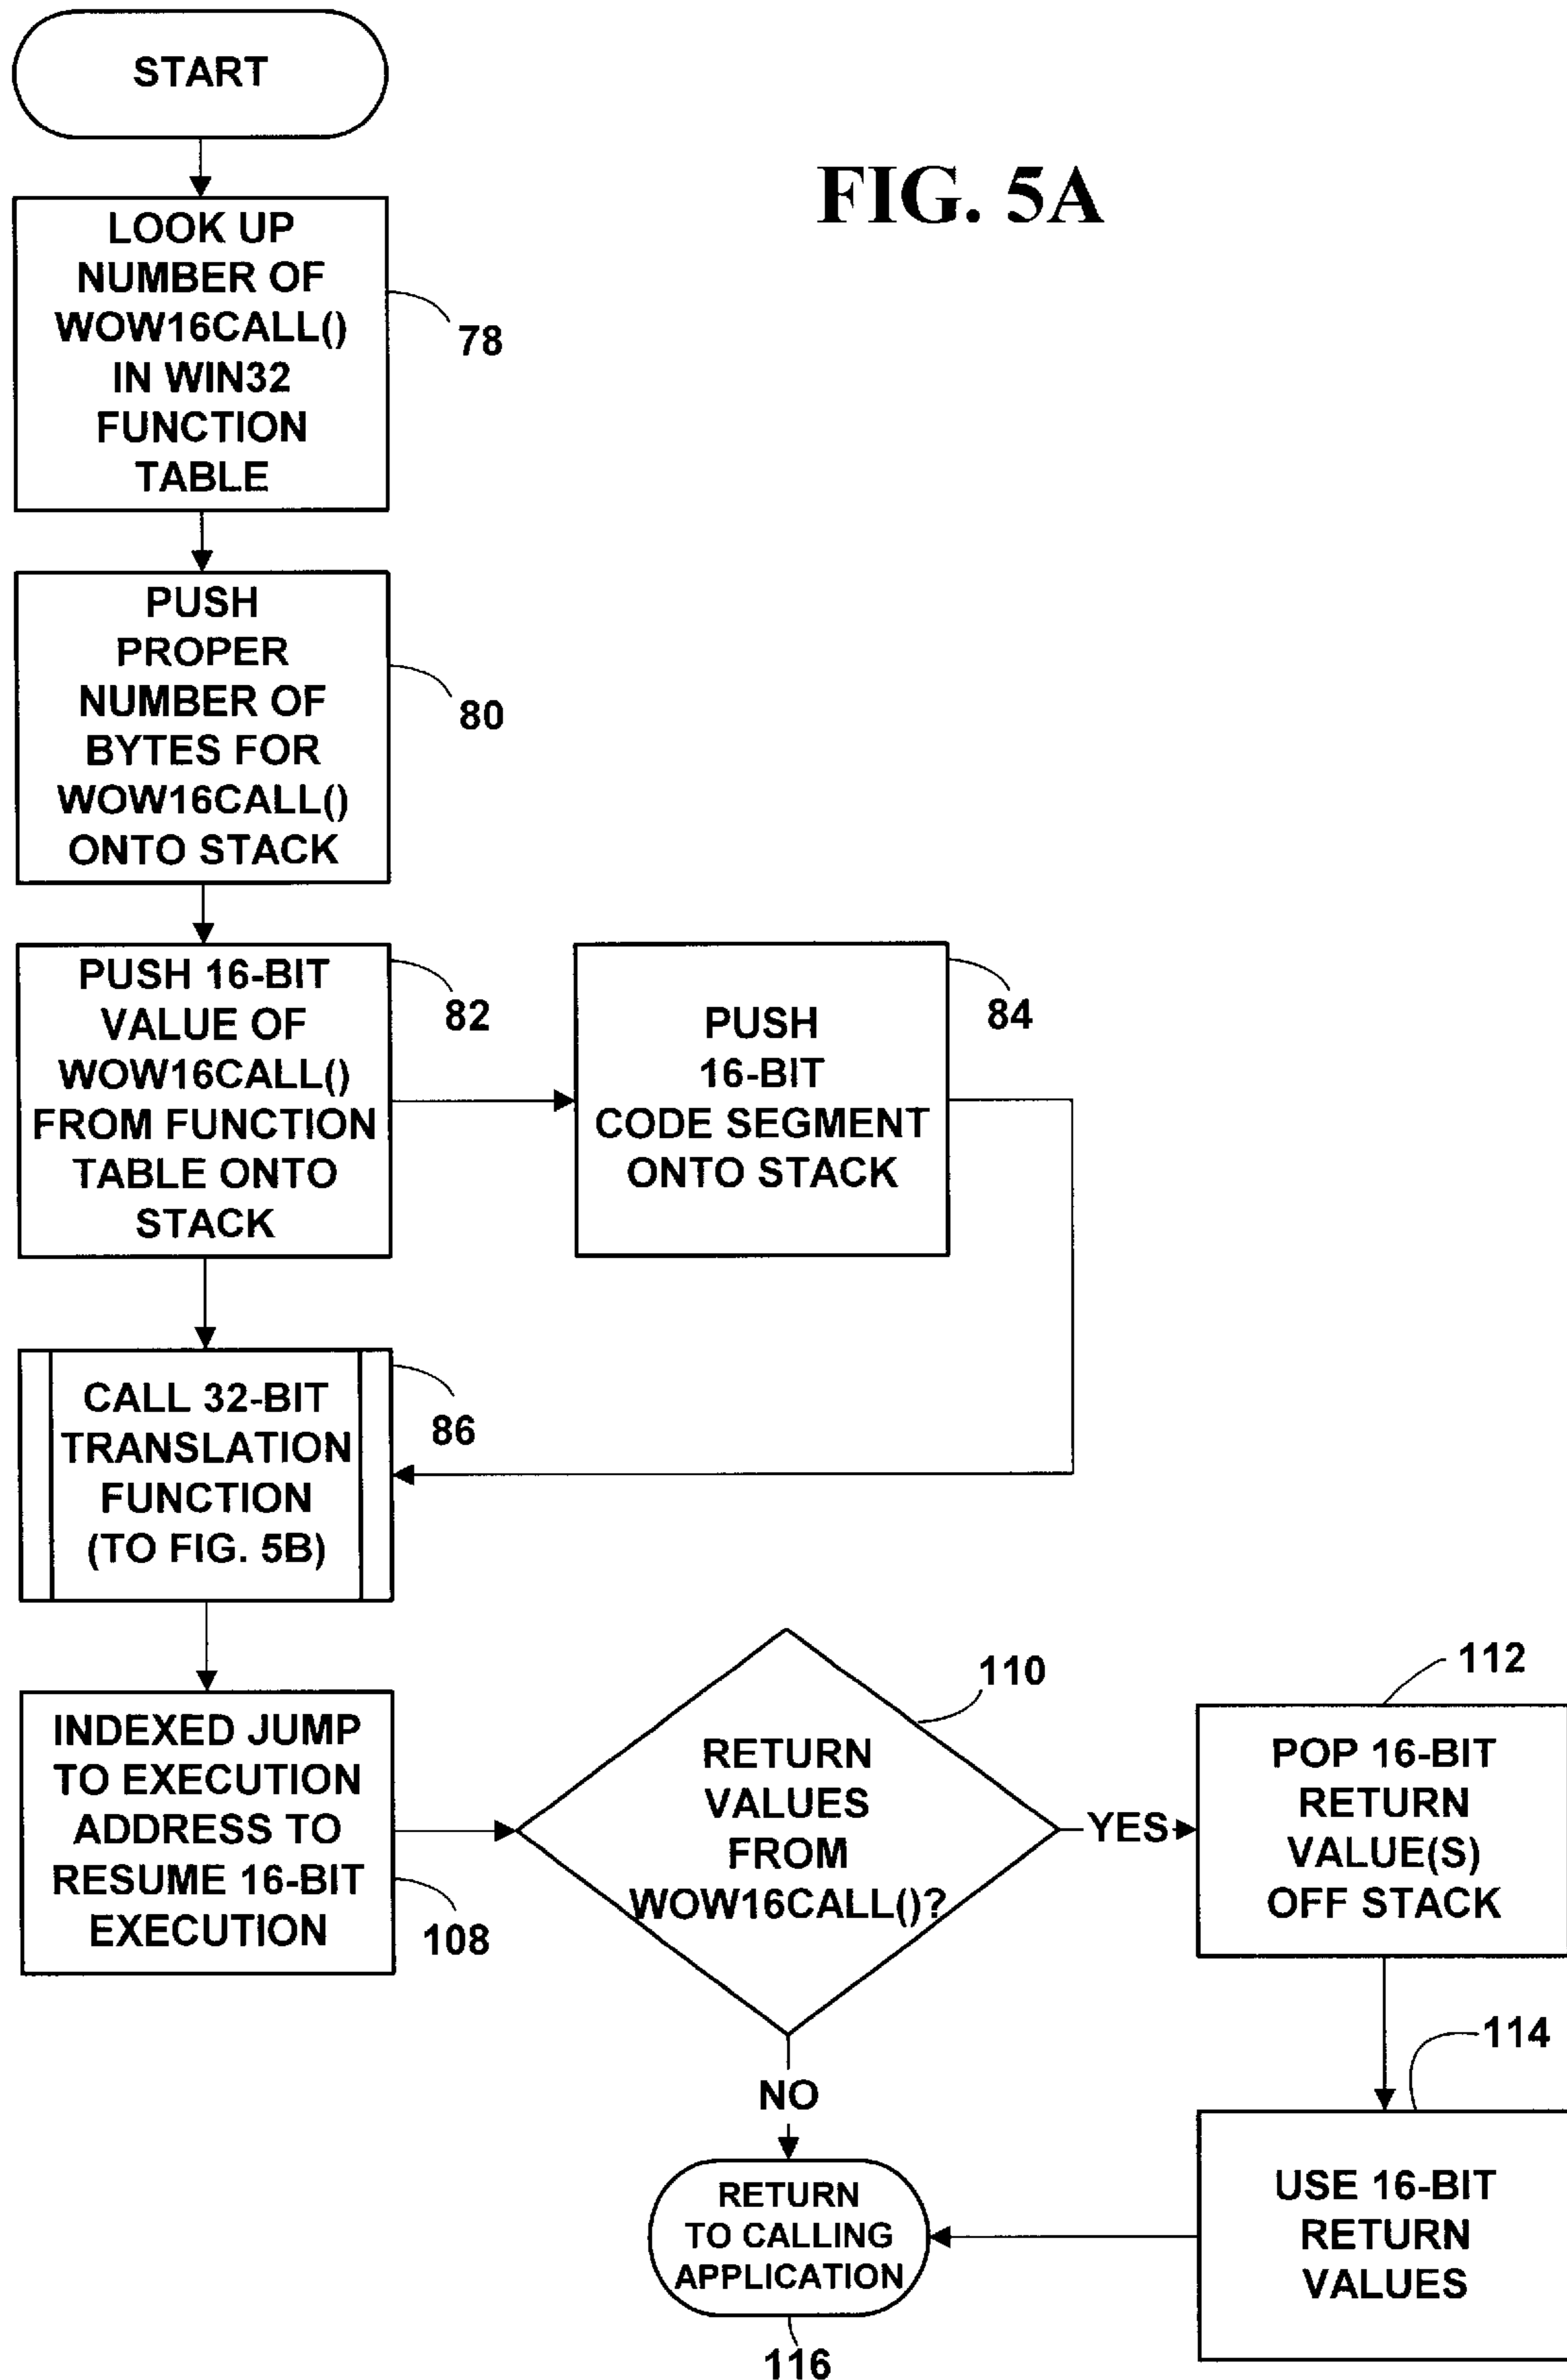 START
FIG. 5A
LOOK UP
NUMBER OF
WOW16CALL()
IN WIN32
FUNCTION
TABLE
78
PUSH
PROPER
NUMBER OF
BYTES FOR
WOW16CALL()
ONTO STACK
80
PUSH 16-BIT
VALUE OF
WOW16CALL()
FROM FUNCTION
TABLE ONTO
STACK
82
PUSH
16-BIT
CODE SEGMENT
ONTO STACK
84
CALL 32-BIT
TRANSLATION
FUNCTION
(TO FIG. 5B)
86
INDEXED JUMP
TO EXECUTION
ADDRESS TO
RESUME 16-BIT
EXECUTION
108
RETURN
VALUES
FROM
WOW16CALL()?
110
YES
POP 16-BIT
RETURN
VALUE(S)
OFF STACK
112
NO
USE 16-BIT
RETURN
VALUES
114
RETURN
TO CALLING
APPLICATION
116